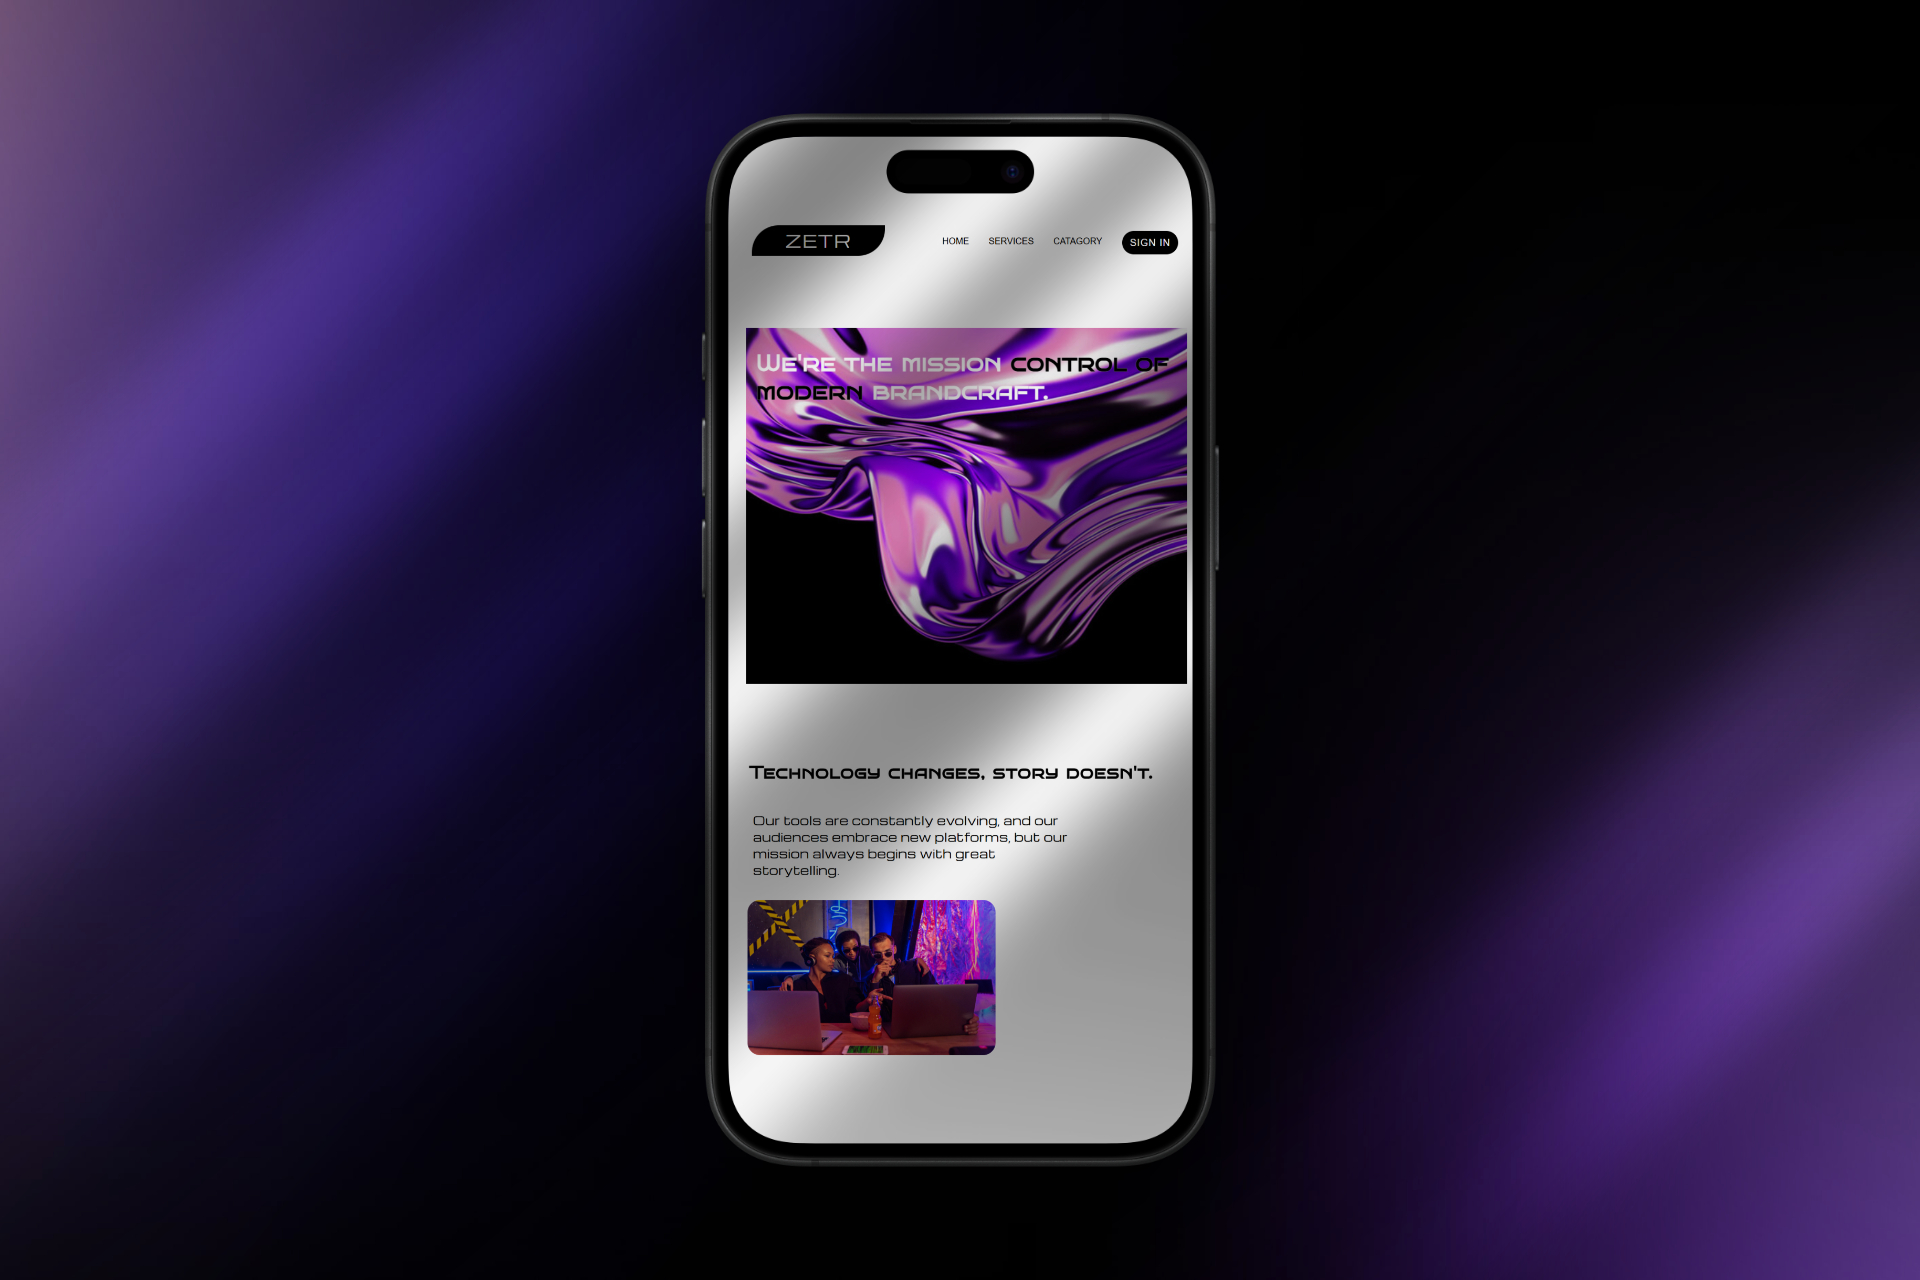 ZETR
HOME SERVICES CATAGORY SIGN IN
We're the mission control of
modern brandcraft.
Technology changes, story doesn't.
Our tools are constantly evolving, and our
audiences embrace new platforms, but our
mission always begins with great
storytelling.